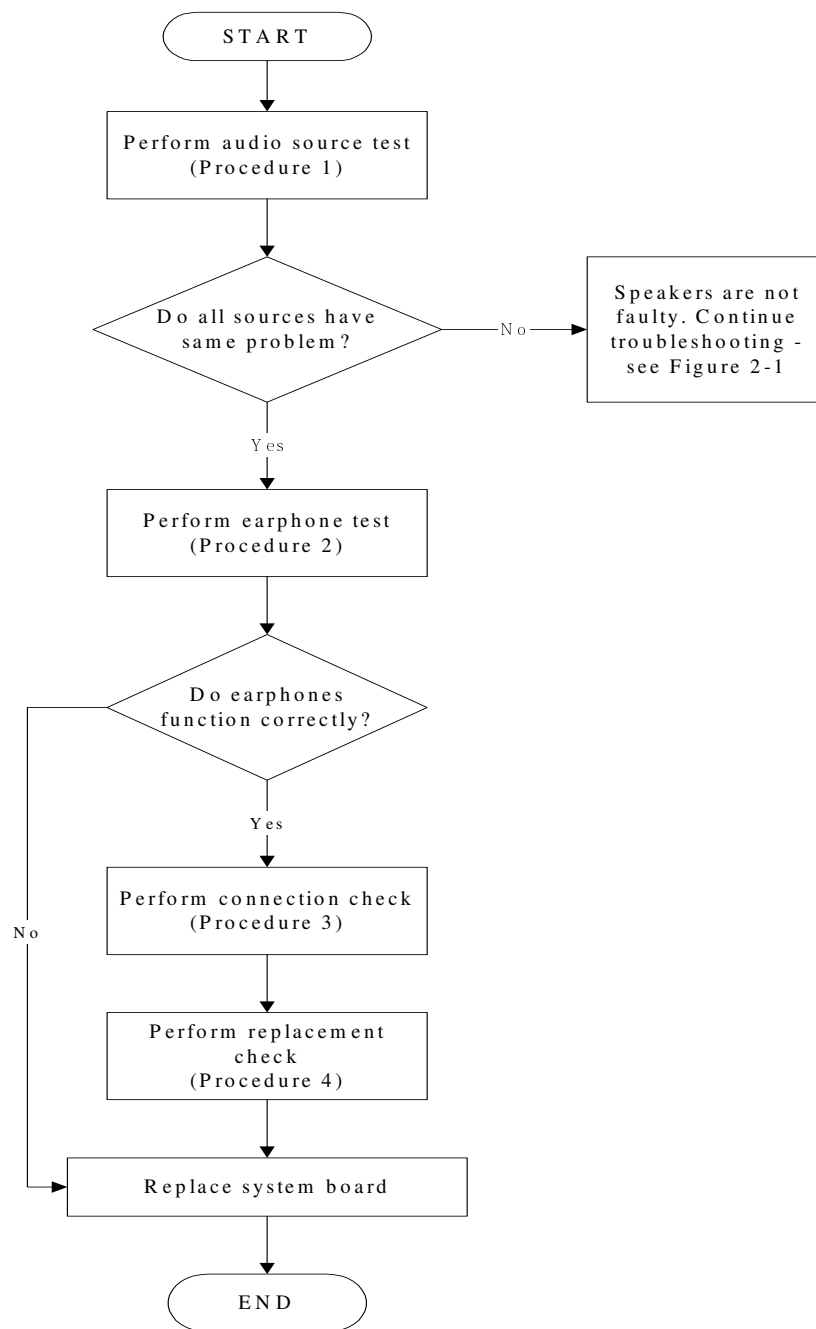 START
Perform audio source test
(Procedure 1)
Do all sources have
same problem?
No
Speakers are not
faulty. Continue
troubleshooting -
see Figure 2-1
Yes
Perform earphone test
(Procedure 2)
Do earphones
function correctly?
Yes
No
Perform connection check
(Procedure 3)
Perform replacement
check
(Procedure 4)
Replace system board
END